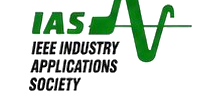 IAS
IEEE INDUSTRY
APPLICATIONS
SOCIETY